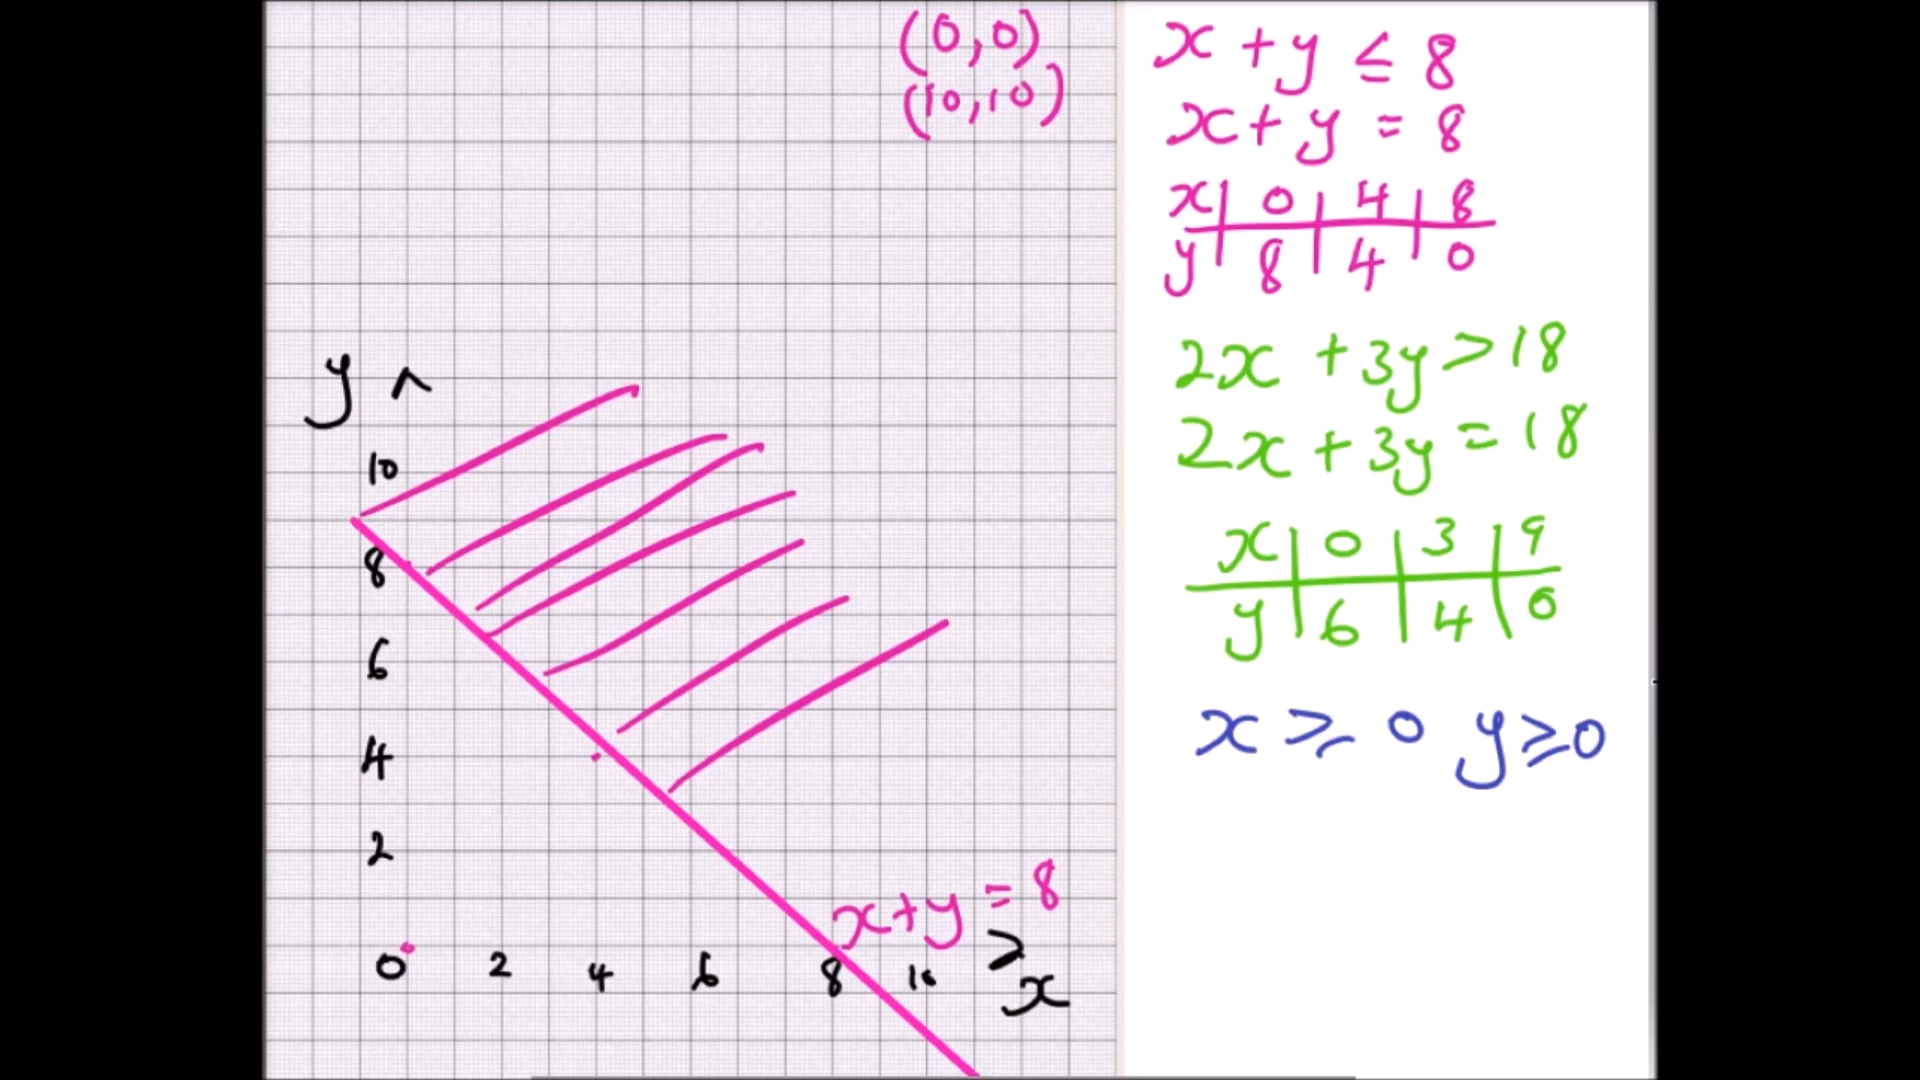 (0,0)
(10,10)
y
10
8
6
4
2
0 2 4 6 8 10
x
x+y = 8
x + y ≤ 8
x + y = 8
x | 0 | 4 | 8
y | 8 | 4 | 0
2x + 3y > 18
2x + 3y = 18
x | 0 | 3 | 9
y | 6 | 4 | 0
x ≥ 0 y ≥ 0